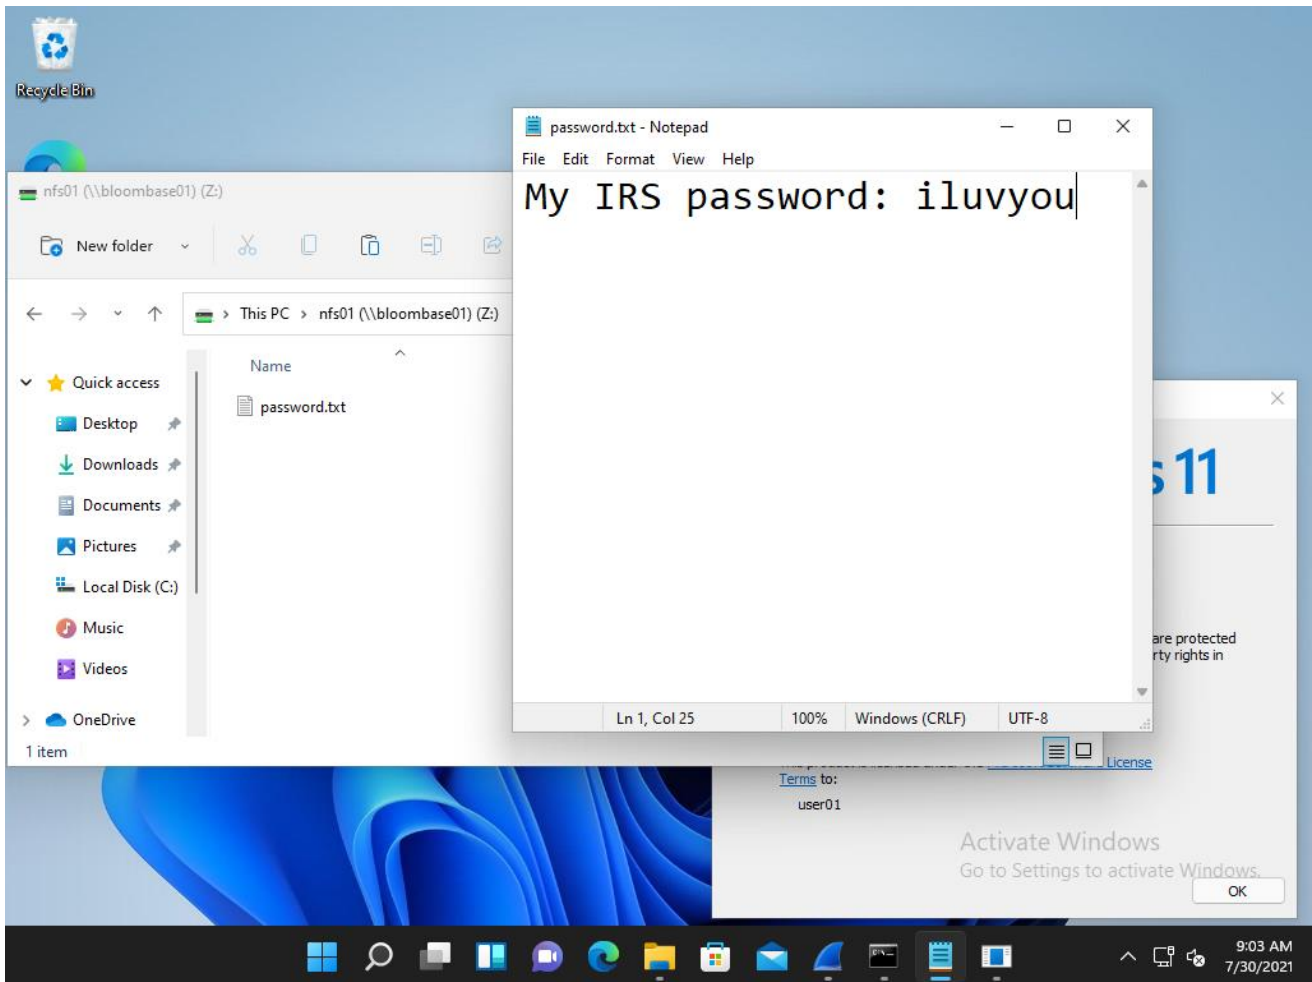 Recycle Bin
password.txt - Notepad
File Edit Format View Help
My IRS password: iluvyou
Ln 1, Col 25 100% Windows (CRLF) UTF-8
nfs01 (\\bloombase01) (Z:)
New folder
This PC > nfs01 (\\bloombase01) (Z:)
Name
password.txt
Quick access
Desktop
Downloads
Documents
Pictures
Local Disk (C:)
Music
Videos
OneDrive
1 item
s 11
are protected
rty rights in
License
Terms to:
user01
Activate Windows
Go to Settings to activate Windows.
OK
9:03 AM
7/30/2021